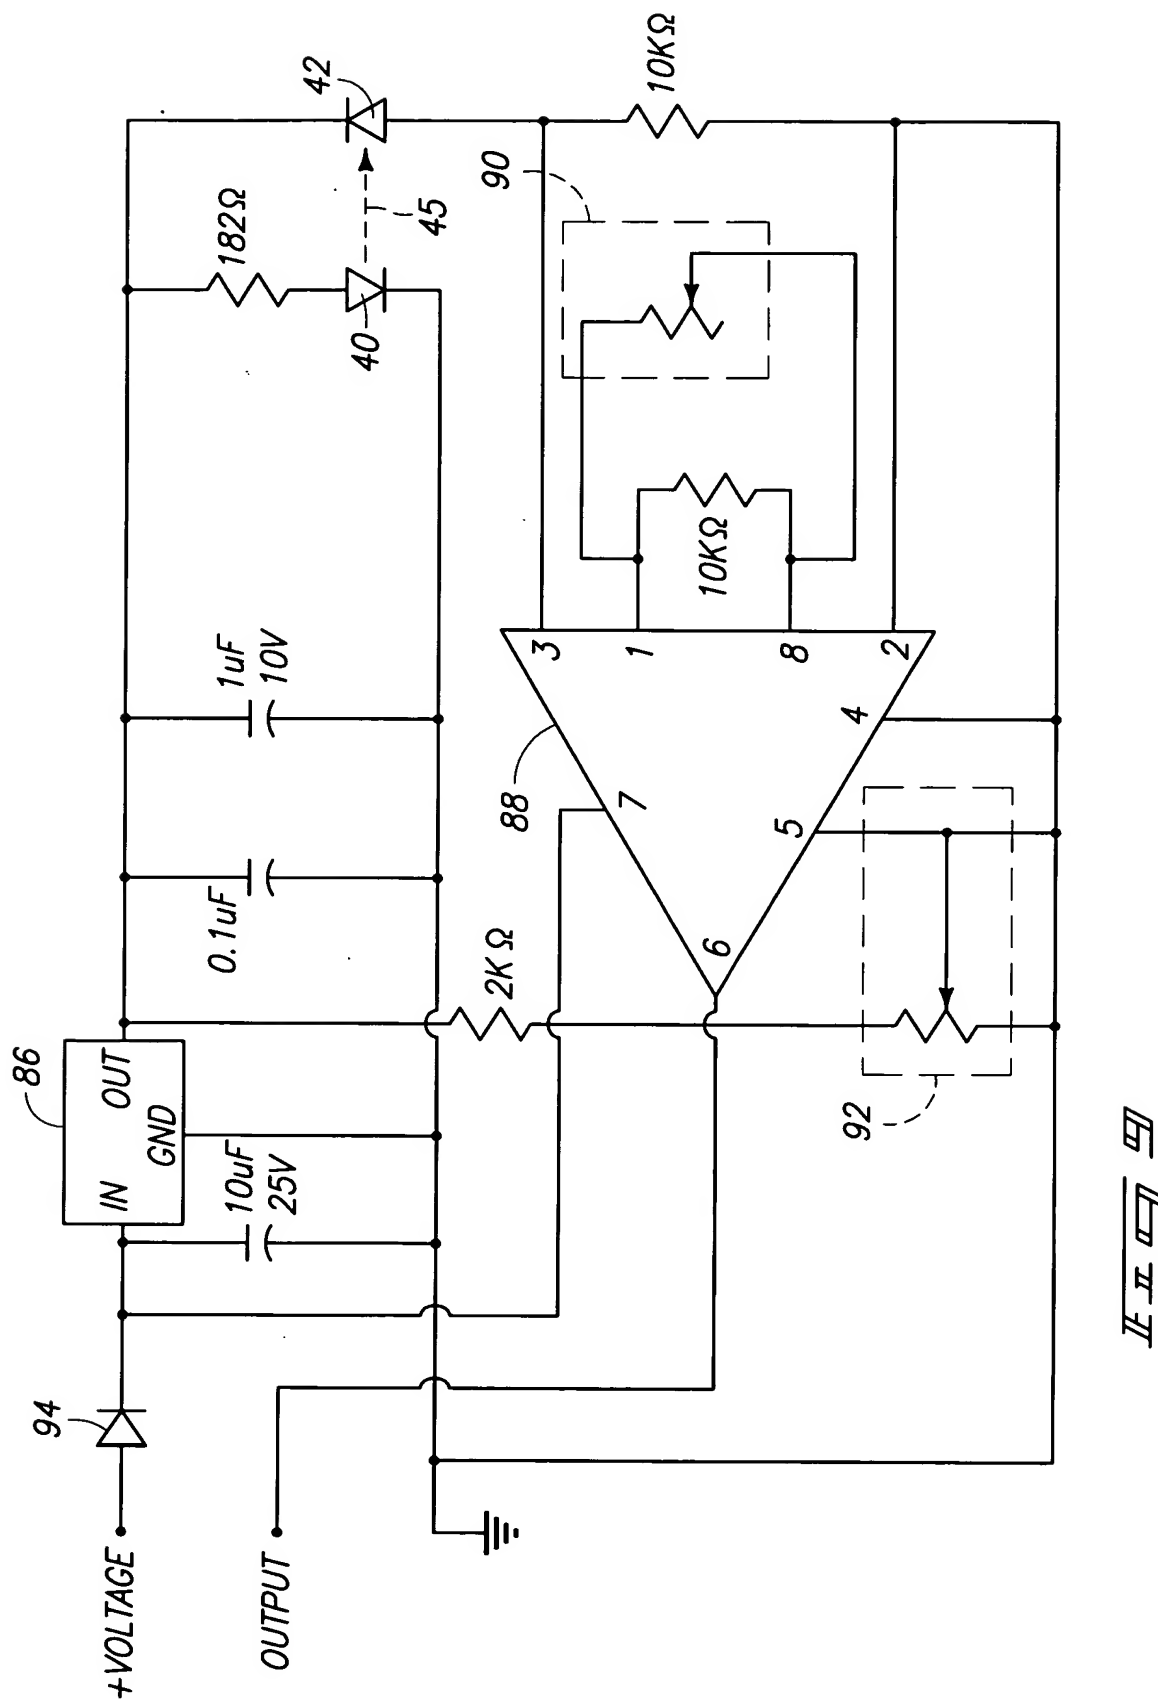 +VOLTAGE
94
IN
86
OUT
GND
10uF
25V
0.1uF
1uF
10V
182Ω
40
45
42
OUTPUT
2KΩ
88
7
3
1
8
2
6
5
4
10KΩ
90
10KΩ
92
FIG 9